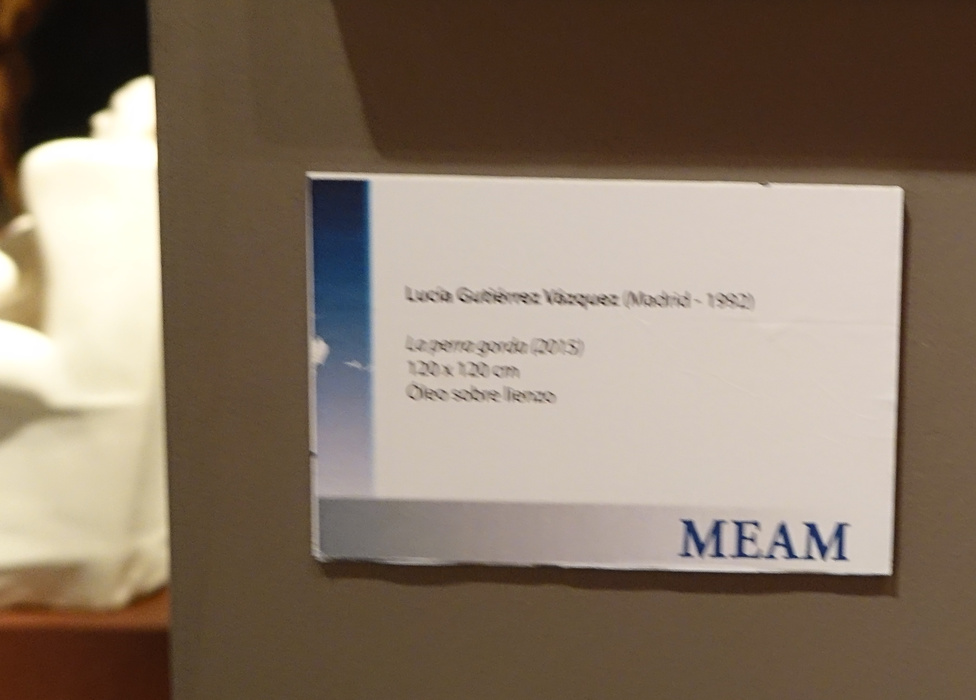 Lucía Gutiérrez Vázquez (Madrid - 1992)
La perra gorda (2015)
120 x 120 cm
Óleo sobre lienzo
MEAM